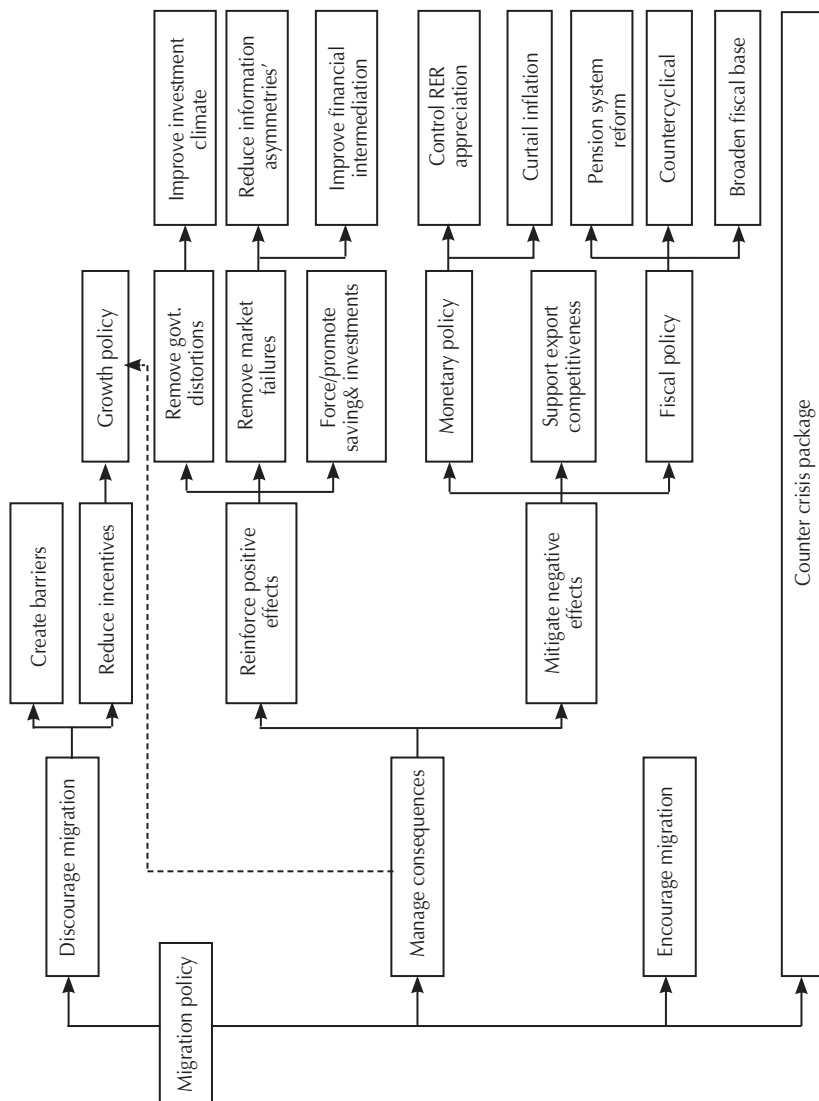 Migration policy
Discourage migration
Create barriers
Reduce incentives
Growth policy
Manage consequences
Reinforce positive
effects
Remove govt.
distortions
Improve investment
climate
Remove market
failures
Reduce information
asymmetries'
Improve financial
intermediation
Force/promote
saving& investments
Mitigate negative
effects
Monetary policy
Control RER
appreciation
Curtail inflation
Support export
competitiveness
Fiscal policy
Pension system
reform
Countercyclical
Broaden fiscal base
Encourage migration
Counter crisis package